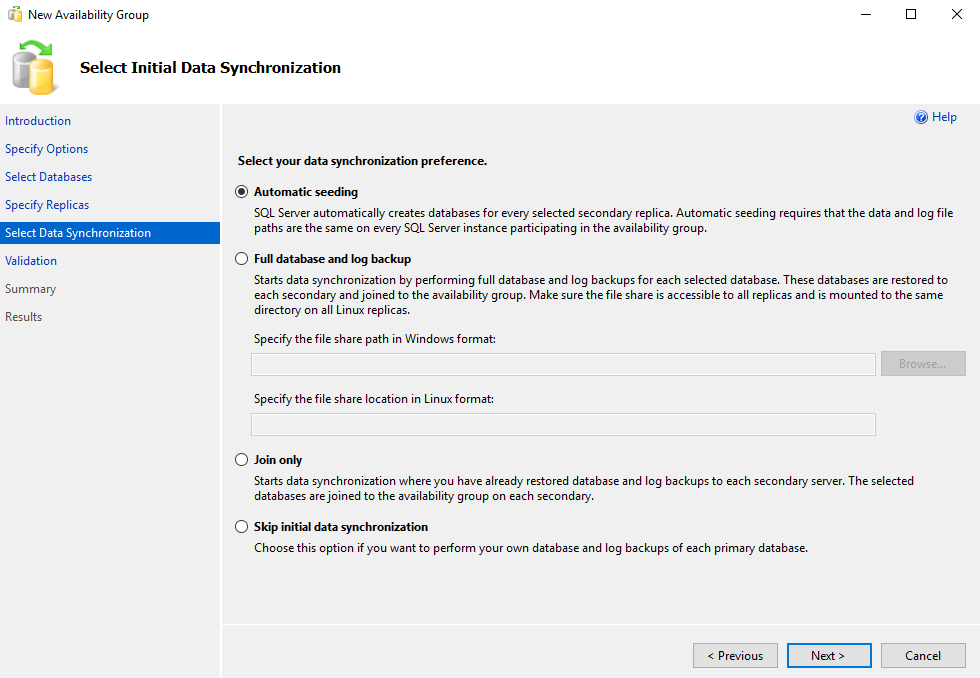 New Availability Group
Select Initial Data Synchronization
Introduction
Specify Options
Select Databases
Specify Replicas
Select Data Synchronization
Validation
Summary
Results
Help
Select your data synchronization preference.
Automatic seeding
SQL Server automatically creates databases for every selected secondary replica. Automatic seeding requires that the data and log file
paths are the same on every SQL Server instance participating in the availability group.
Full database and log backup
Starts data synchronization by performing full database and log backups for each selected database. These databases are restored to
each secondary and joined to the availability group. Make sure the file share is accessible to all replicas and is mounted to the same
directory on all Linux replicas.
Specify the file share path in Windows format:
Browse...
Specify the file share location in Linux format:
Join only
Starts data synchronization where you have already restored database and log backups to each secondary server. The selected
databases are joined to the availability group on each secondary.
Skip initial data synchronization
Choose this option if you want to perform your own database and log backups of each primary database.
< Previous
Next >
Cancel